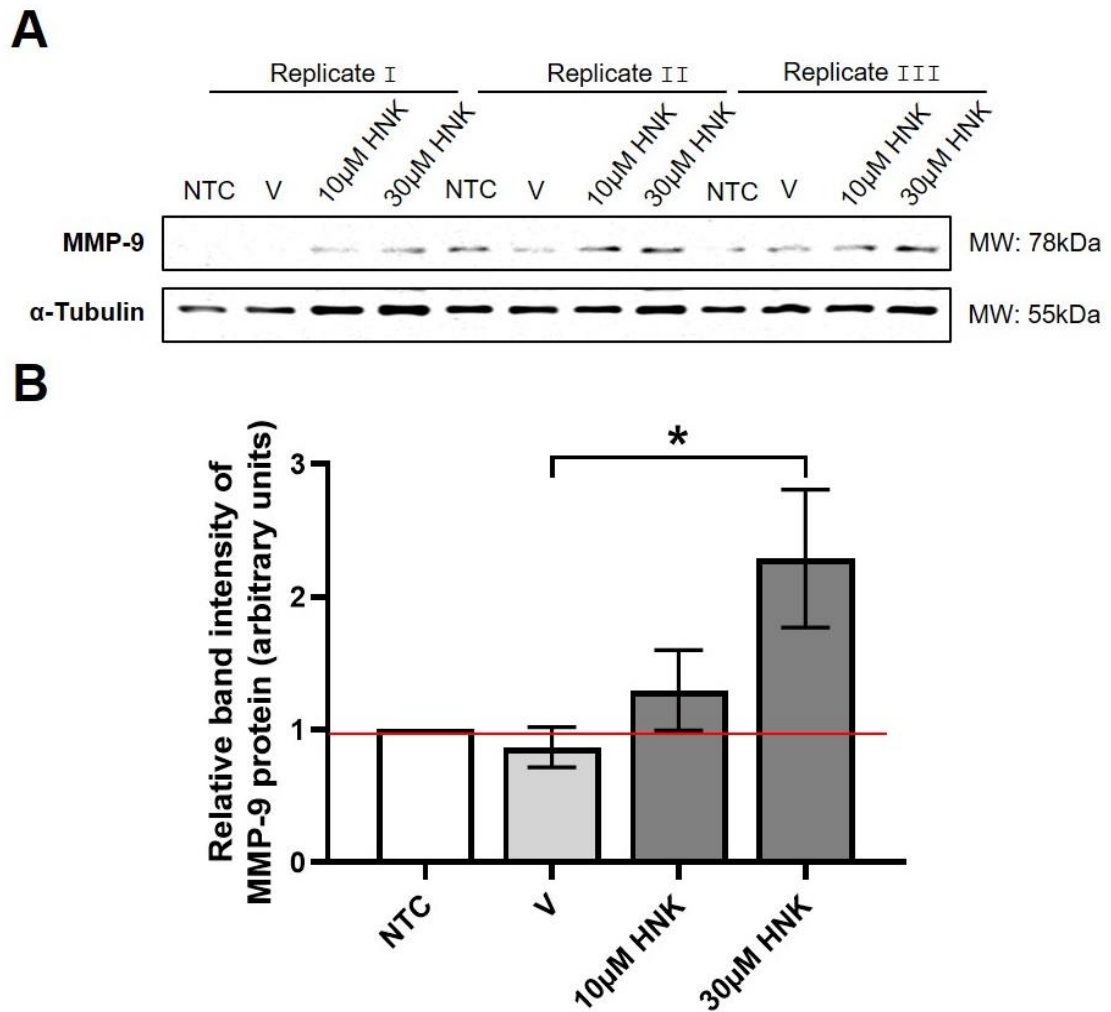 A
Replicate I Replicate II Replicate III
NTC V 10µM HNK 30µM HNK NTC V 10µM HNK 30µM HNK NTC V 10µM HNK 30µM HNK
MMP-9 MW: 78kDa
α-Tubulin MW: 55kDa
B
Relative band intensity of
MMP-9 protein (arbitrary units)
*
3
2
1
0
NTC V 10µM HNK 30µM HNK